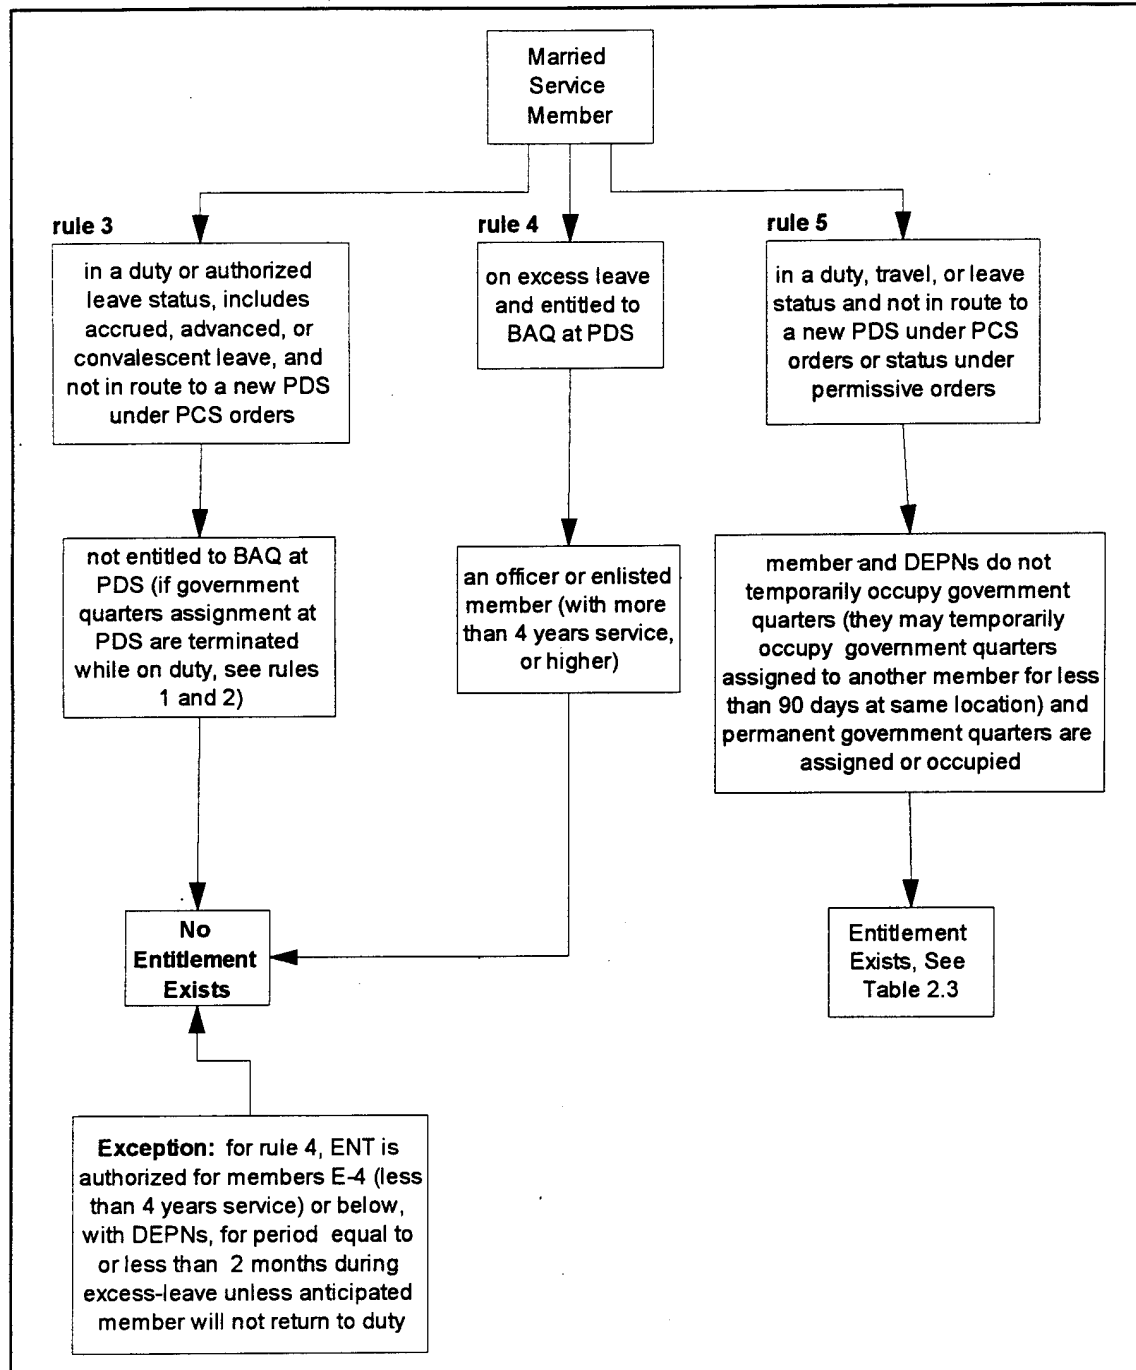 Married
Service
Member
rule 3
in a duty or authorized
leave status, includes
accrued, advanced, or
convalescent leave, and
not in route to a new PDS
under PCS orders
rule 4
on excess leave
and entitled to
BAQ at PDS
rule 5
in a duty, travel, or leave
status and not in route to
a new PDS under PCS
orders or status under
permissive orders
not entitled to BAQ at
PDS (if government
quarters assignment at
PDS are terminated
while on duty, see rules
1 and 2)
an officer or enlisted
member (with more
than 4 years service,
or higher)
member and DEPNs do not
temporarily occupy government
quarters (they may temporarily
occupy government quarters
assigned to another member for less
than 90 days at same location) and
permanent government quarters are
assigned or occupied
No
Entitlement
Exists
Entitlement
Exists, See
Table 2.3
Exception: for rule 4, ENT is
authorized for members E-4 (less
than 4 years service) or below,
with DEPNs, for period equal to
or less than 2 months during
excess-leave unless anticipated
member will not return to duty